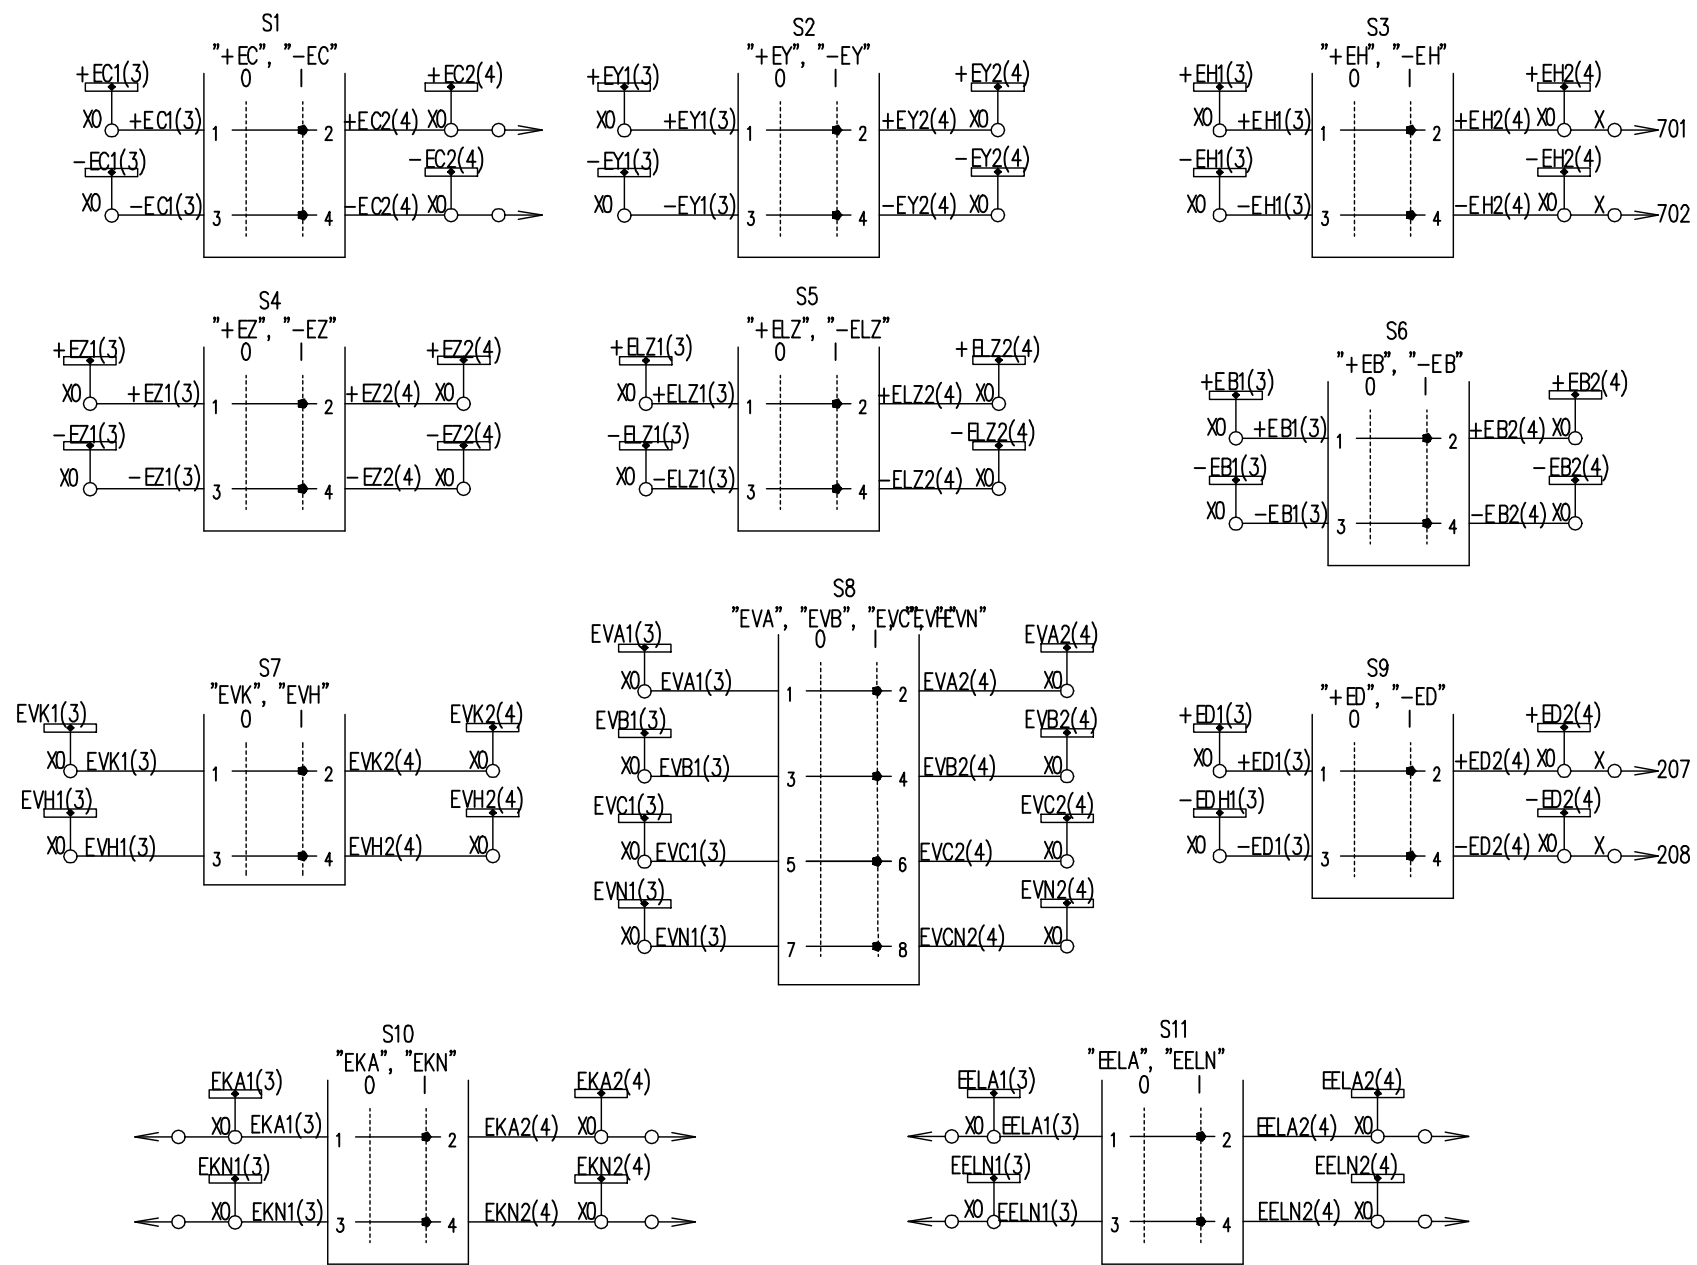 S1
"+EC", "-EC"
0 I
+EC1(3)
+EC2(4)
X0 +EC1(3) 1 2 +EC2(4) X0
-EC1(3)
-EC2(4)
X0 -EC1(3) 3 4 -EC2(4) X0
S2
"+EY", "-EY"
0 I
+EY1(3)
+EY2(4)
X0 +EY1(3) 1 2 +EY2(4) X0
-EY1(3)
-EY2(4)
X0 -EY1(3) 3 4 -EY2(4) X0
S3
"+EH", "-EH"
0 I
+EH1(3)
+EH2(4)
X0 +EH1(3) 1 2 +EH2(4) X0 X 701
-EH1(3)
-EH2(4)
X0 -EH1(3) 3 4 -EH2(4) X0 X 702
S4
"+EZ", "-EZ"
0 I
+EZ1(3)
+EZ2(4)
X0 +EZ1(3) 1 2 +EZ2(4) X0
-EZ1(3)
-EZ2(4)
X0 -EZ1(3) 3 4 -EZ2(4) X0
S5
"+ELZ", "-ELZ"
0 I
+ELZ1(3)
+ELZ2(4)
X0 +ELZ1(3) 1 2 +ELZ2(4) X0
-ELZ1(3)
-ELZ2(4)
X0 -ELZ1(3) 3 4 -ELZ2(4) X0
S6
"+EB", "-EB"
0 I
+EB1(3)
+EB2(4)
X0 +EB1(3) 1 2 +EB2(4) X0
-EB1(3)
-EB2(4)
X0 -EB1(3) 3 4 -EB2(4) X0
S7
"EVK", "EVH"
0 I
EVK1(3)
EVK2(4)
X0 EVK1(3) 1 2 EVK2(4) X0
EVH1(3)
EVH2(4)
X0 EVH1(3) 3 4 EVH2(4) X0
S8
"EVA", "EVB", "EVC", "EVH" "EVN"
0 I
EVA1(3)
EVA2(4)
X0 EVA1(3) 1 2 EVA2(4) X0
EVB1(3)
EVB2(4)
X0 EVB1(3) 3 4 EVB2(4) X0
EVC1(3)
EVC2(4)
X0 EVC1(3) 5 6 EVC2(4) X0
EVN1(3)
EVN2(4)
X0 EVN1(3) 7 8 EVCN2(4) X0
S9
"+ED", "-ED"
0 I
+ED1(3)
+ED2(4)
X0 +ED1(3) 1 2 +ED2(4) X0 X 207
-EDH1(3)
-ED2(4)
X0 -ED1(3) 3 4 -ED2(4) X0 X 208
S10
"EKA", "EKN"
0 I
EKA1(3)
EKA2(4)
X0 EKA1(3) 1 2 EKA2(4) X0
EKN1(3)
EKN2(4)
X0 EKN1(3) 3 4 EKN2(4) X0
S11
"EELA", "EELN"
0 I
EELA1(3)
EELA2(4)
X0 EELA1(3) 1 2 EELA2(4) X0
EELN1(3)
EELN2(4)
X0 EELN1(3) 3 4 EELN2(4) X0